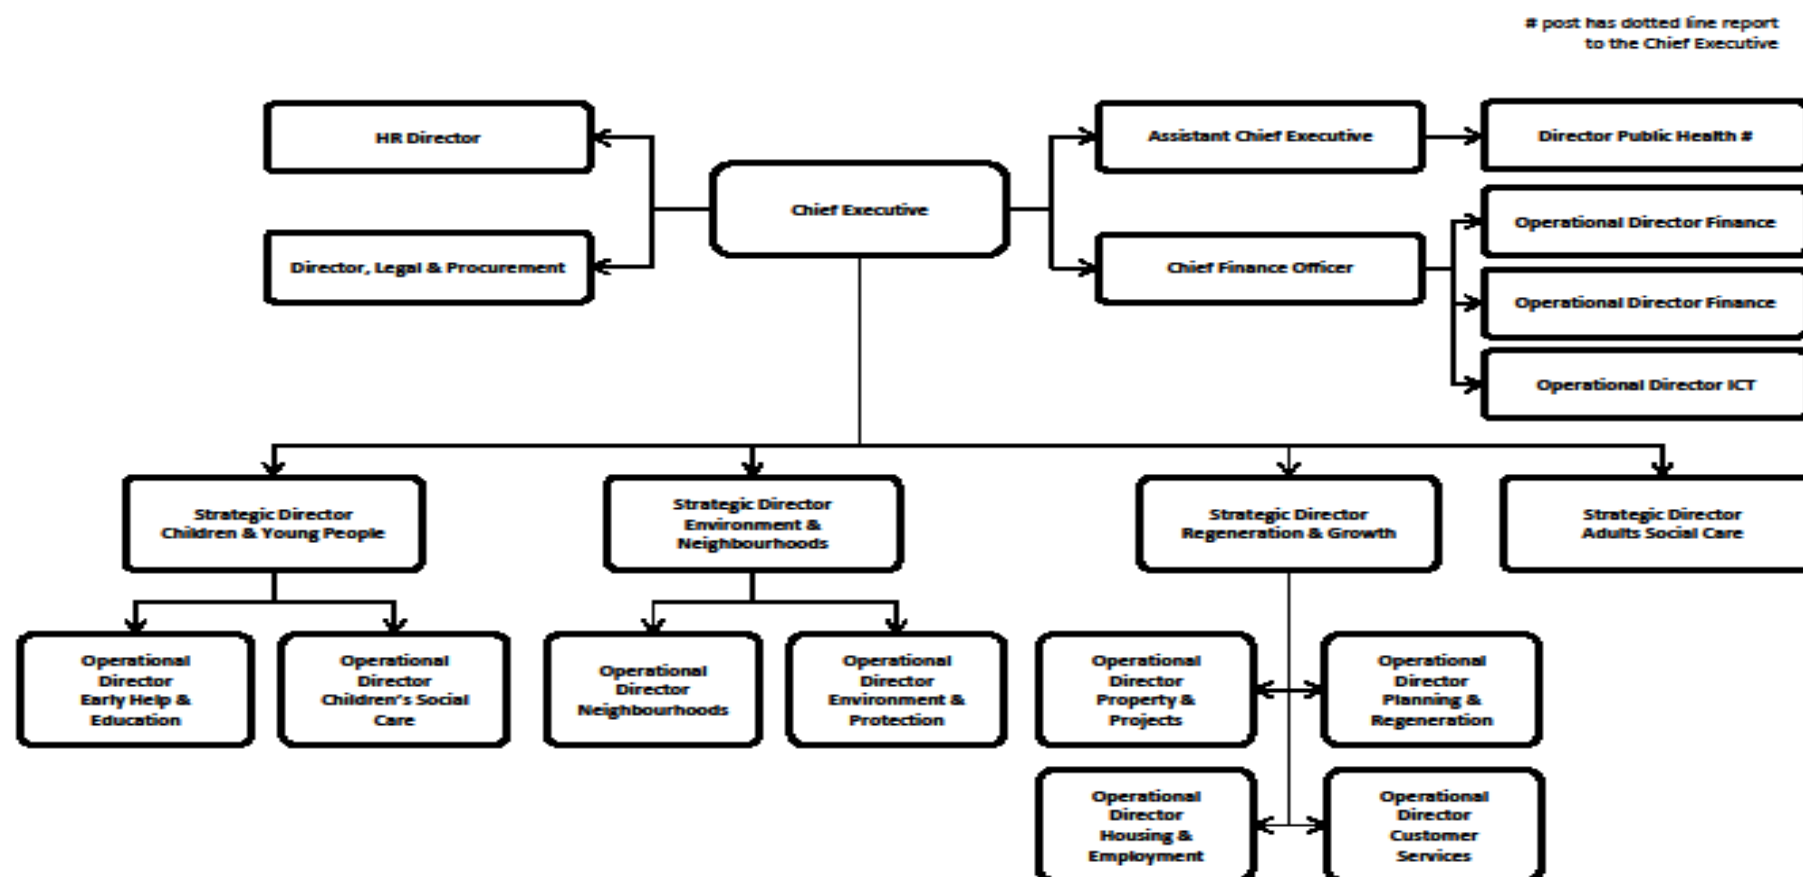 # post has dotted line report
to the Chief Executive
HR Director
Assistant Chief Executive
Director Public Health #
Chief Executive
Operational Director Finance
Director, Legal & Procurement
Chief Finance Officer
Operational Director Finance
Operational Director ICT
Strategic Director
Children & Young People
Strategic Director
Environment &
Neighbourhoods
Strategic Director
Regeneration & Growth
Strategic Director
Adults Social Care
Operational
Director
Early Help &
Education
Operational
Director
Children's Social
Care
Operational
Director
Neighbourhoods
Operational
Director
Environment &
Protection
Operational
Director
Property &
Projects
Operational
Director
Planning &
Regeneration
Operational
Director
Housing &
Employment
Operational
Director
Customer
Services